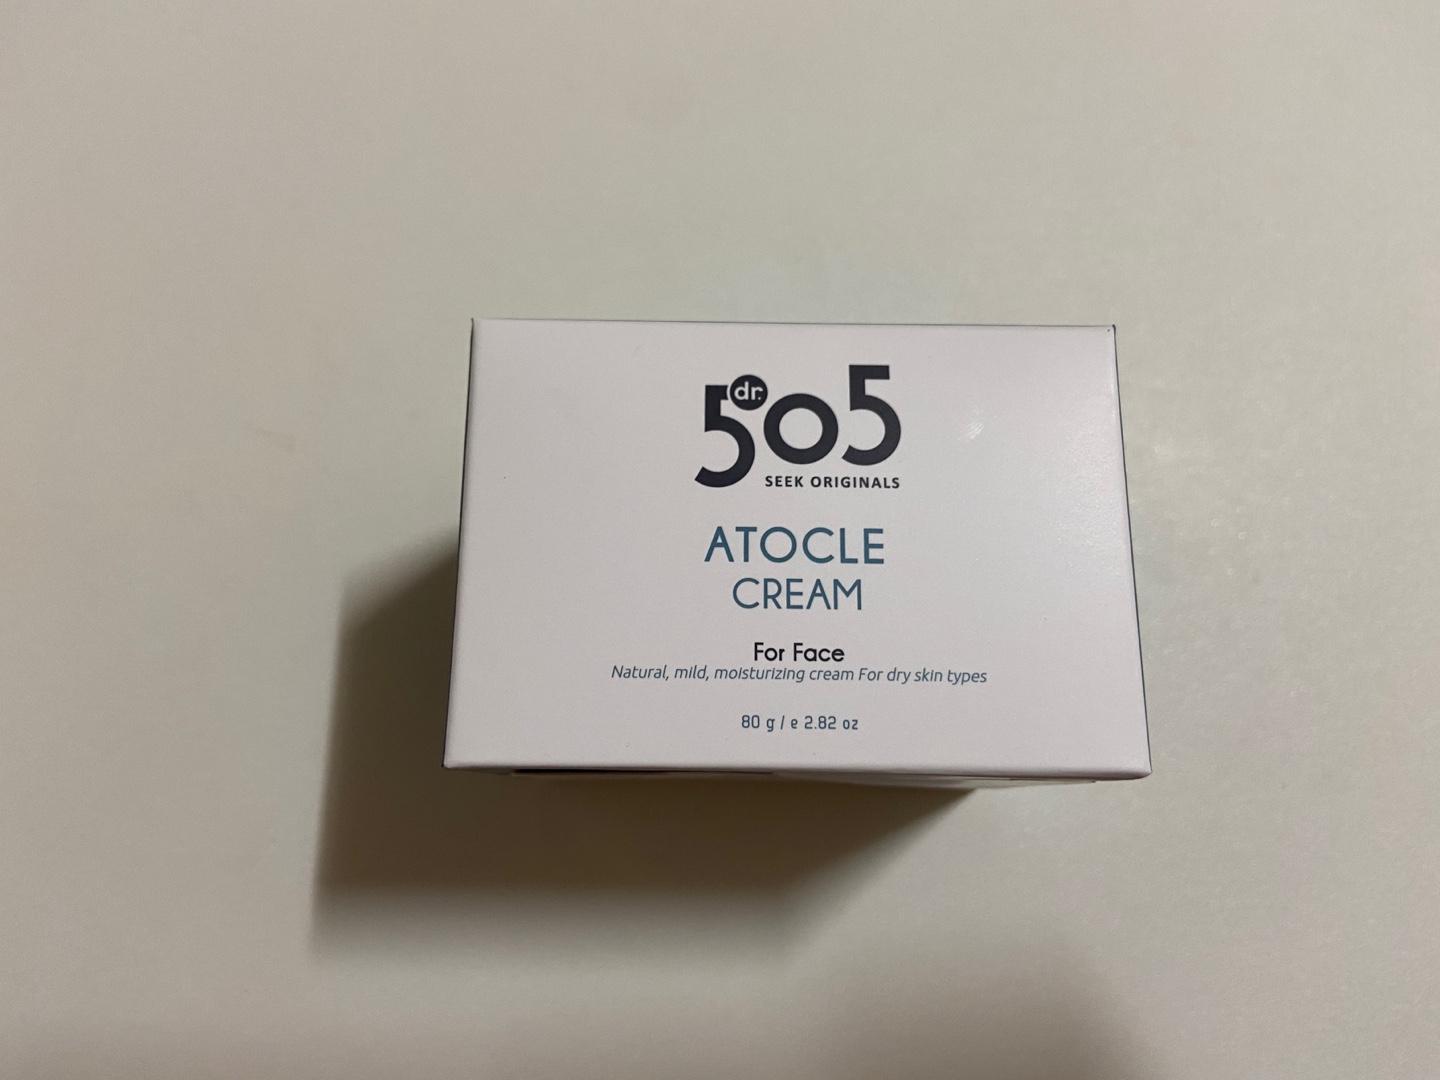 dr.
505
SEEK ORIGINALS
ATOCLE
CREAM
For Face
Natural, mild, moisturizing cream For dry skin types
80 g / e 2.82 oz